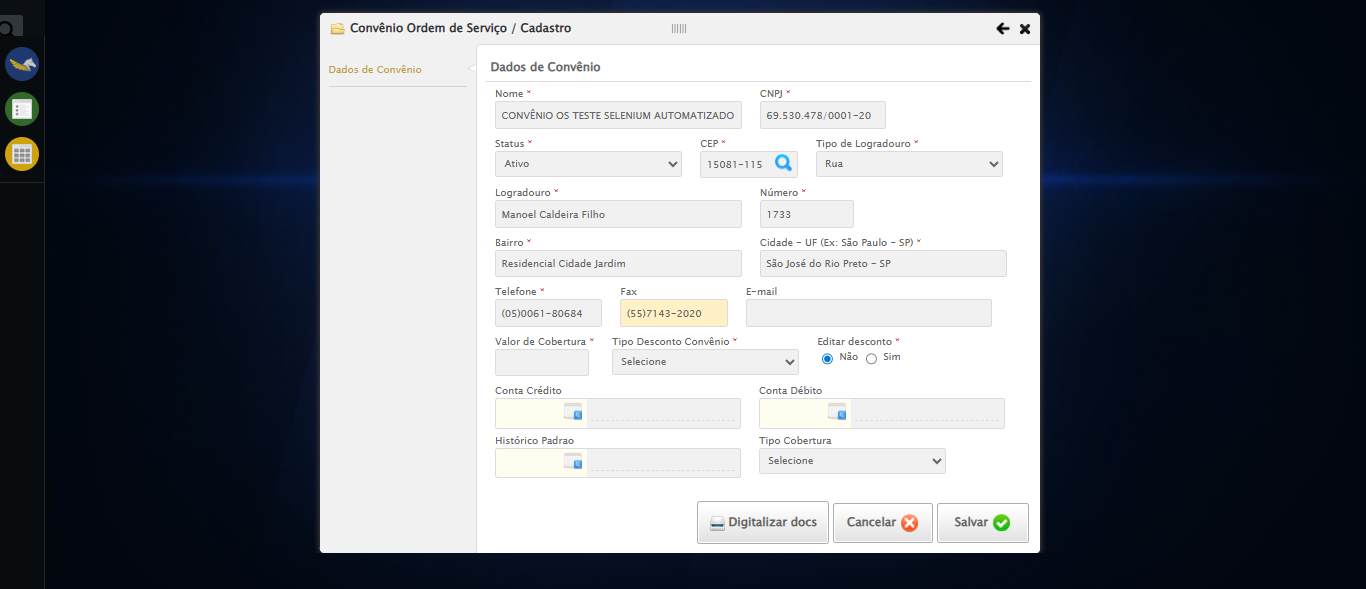 Convênio Ordem de Serviço / Cadastro
Dados de Convênio
Dados de Convênio
Nome * CNPJ *
CONVÊNIO OS TESTE SELENIUM AUTOMATIZADO 69.530.478/0001-20
Status * CEP * Tipo de Logradouro *
Ativo 15081-115 Rua
Logradouro * Número *
Manoel Caldeira Filho 1733
Bairro * Cidade - UF (Ex: São Paulo - SP) *
Residencial Cidade Jardim São José do Rio Preto - SP
Telefone * Fax E-mail
(05)0061-80684 (55)7143-2020
Valor de Cobertura * Tipo Desconto Convênio * Editar desconto *
Selecione Não Sim
Conta Crédito Conta Débito
Histórico Padrao Tipo Cobertura
Selecione
Digitalizar docs Cancelar Salvar